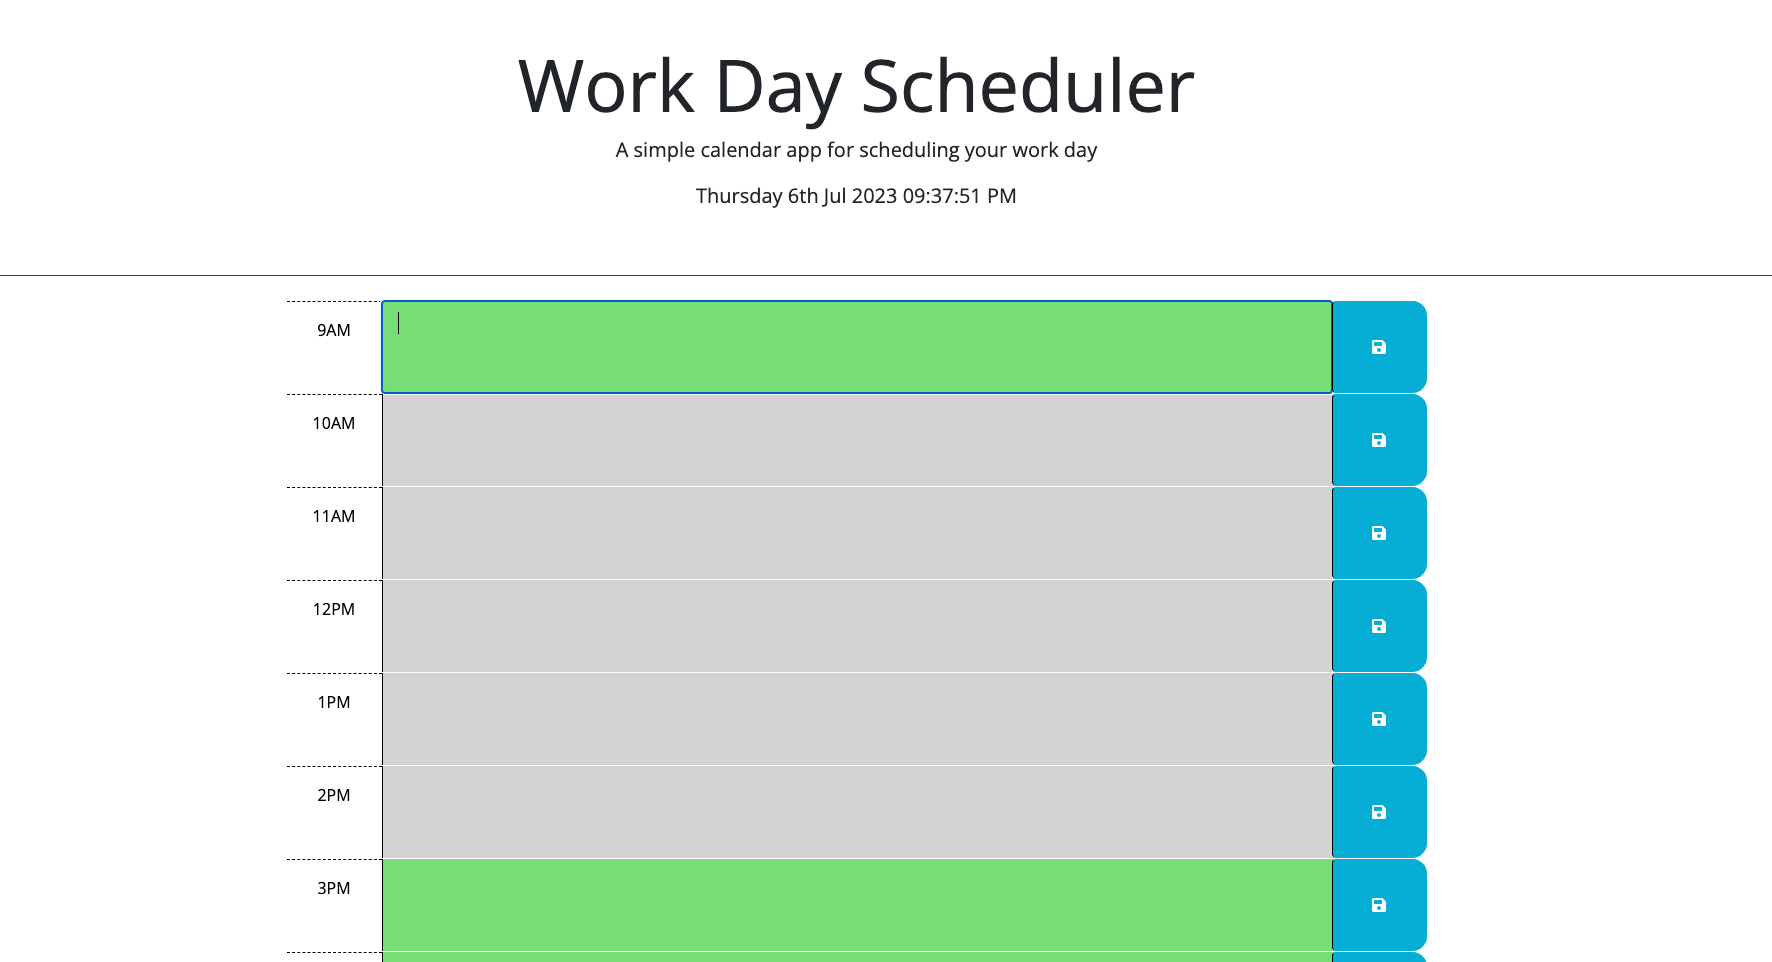 Work Day Scheduler
A simple calendar app for scheduling your work day
Thursday 6th Jul 2023 09:37:51 PM
9AM
10AM
11AM
12PM
1PM
2PM
3PM